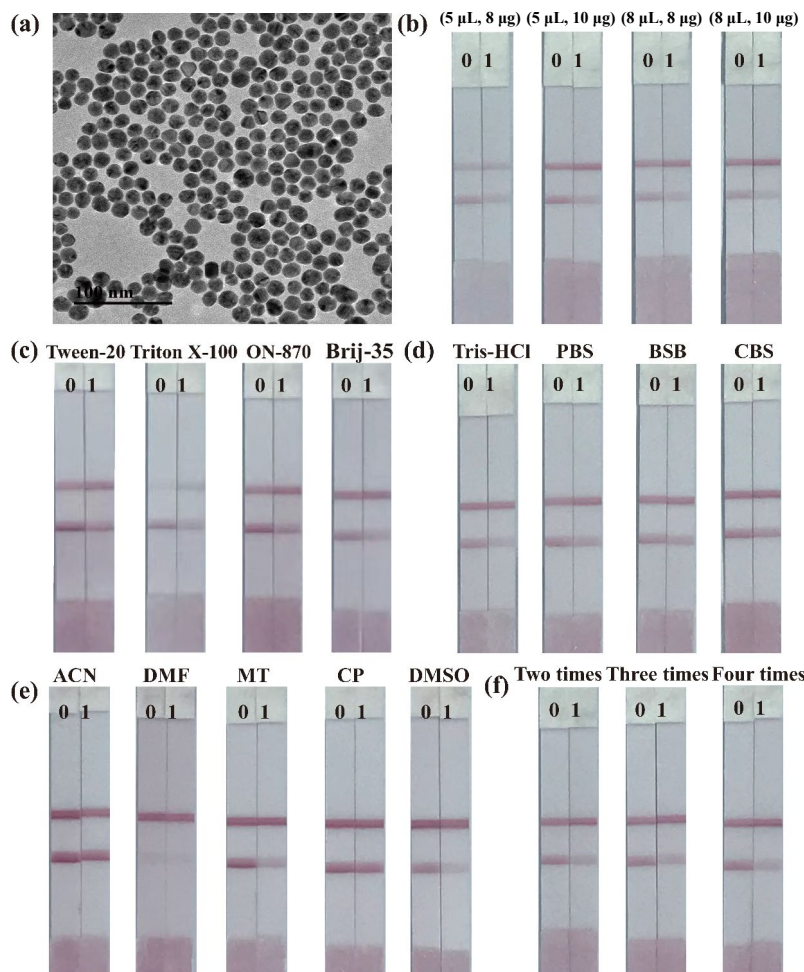 (a)
100 nm
(b)
(5 μL, 8 μg) (5 μL, 10 μg) (8 μL, 8 μg) (8 μL, 10 μg)
0 1 0 1 0 1 0 1
(c)
Tween-20 Triton X-100 ON-870 Brij-35
0 1 0 1 0 1 0 1
(d)
Tris-HCl PBS BSB CBS
0 1 0 1 0 1 0 1
(e)
ACN DMF MT CP DMSO
0 1 0 1 0 1 0 1 0 1
(f)
Two times Three times Four times
0 1 0 1 0 1